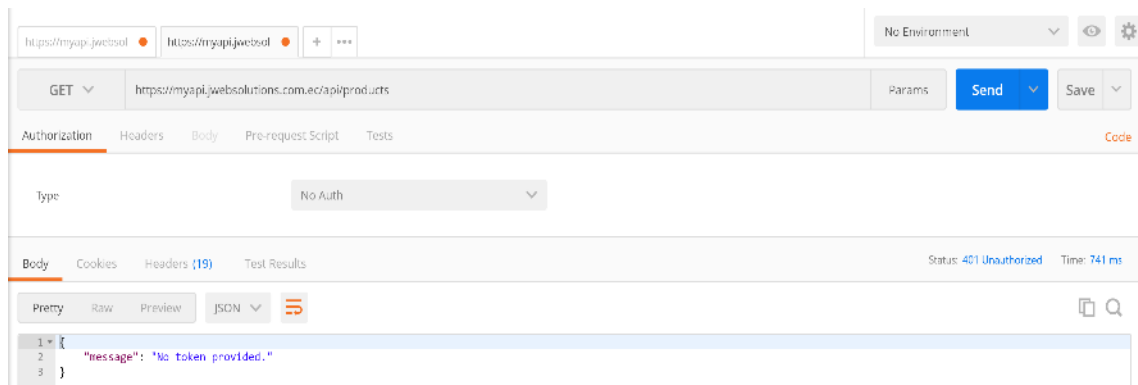 No Environment
https://myapi.jwebsol
https://myapi.jwebsol
+ •••
GET https://myapi.jwebsolutions.com.ec/api/products Params Send Save
Authorization Headers Body Pre-request Script Tests Code
Type No Auth
Body Cookies Headers (19) Test Results Status: 401 Unauthorized Time: 741 ms
Pretty Raw Preview JSON
1 {
2 "message": "No token provided."
3 }